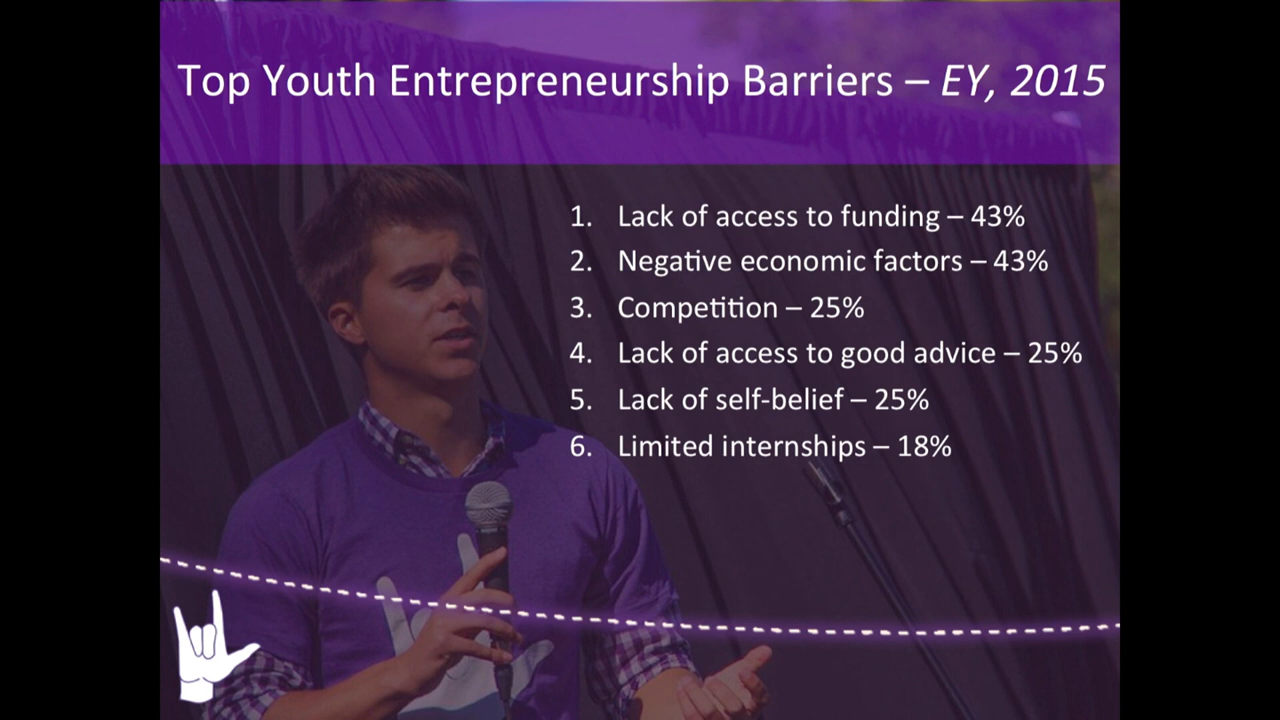 Top Youth Entrepreneurship Barriers – EY, 2015
1. Lack of access to funding – 43%
2. Negative economic factors – 43%
3. Competition – 25%
4. Lack of access to good advice – 25%
5. Lack of self-belief – 25%
6. Limited internships – 18%